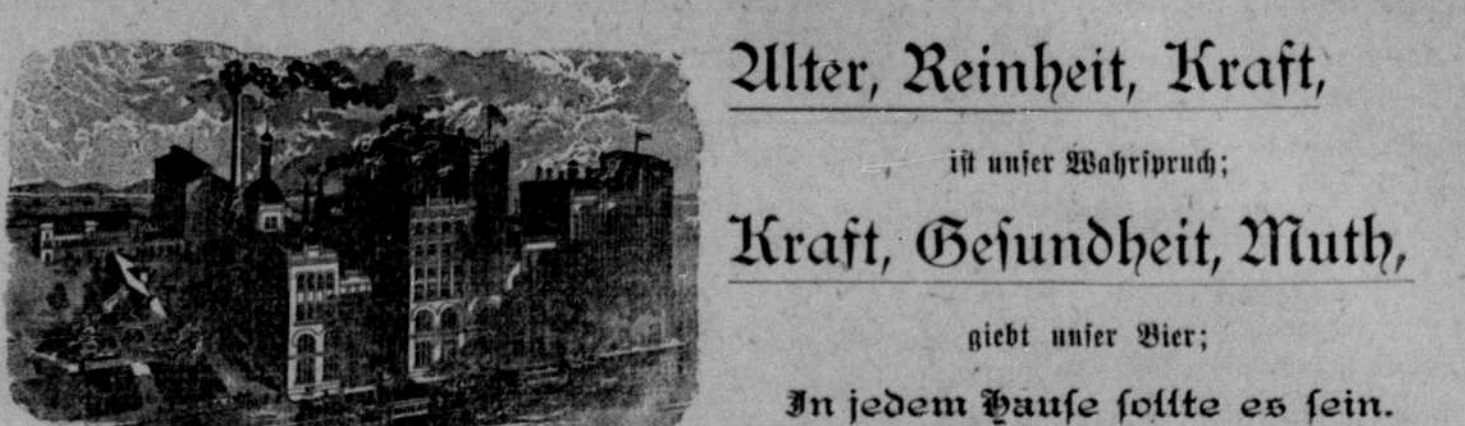 Alter, Reinheit, Kraft,
ist unser Wahrspruch;
Kraft, Gesundheit, Muth,
giebt unser Bier;
In jedem Hause sollte es sein.